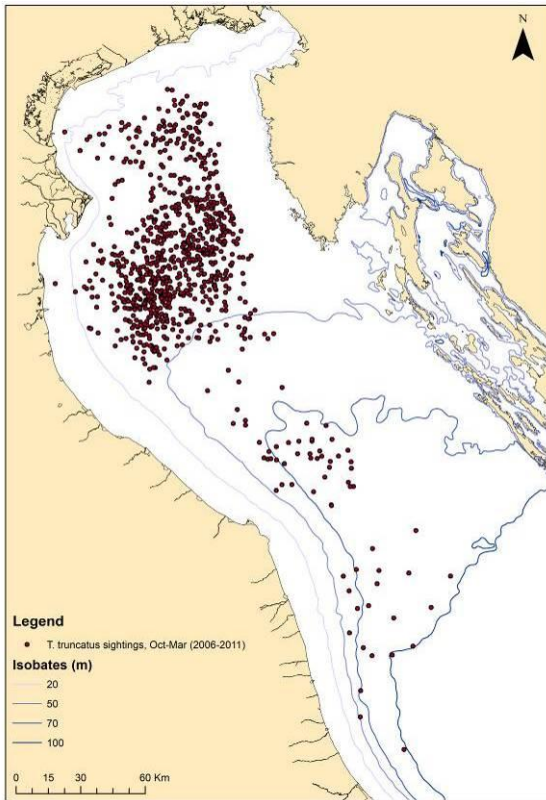 N
Legend
T. truncatus sightings, Oct-Mar (2006-2011)
Isobates (m)
20
50
70
100
0 15 30 60 Km